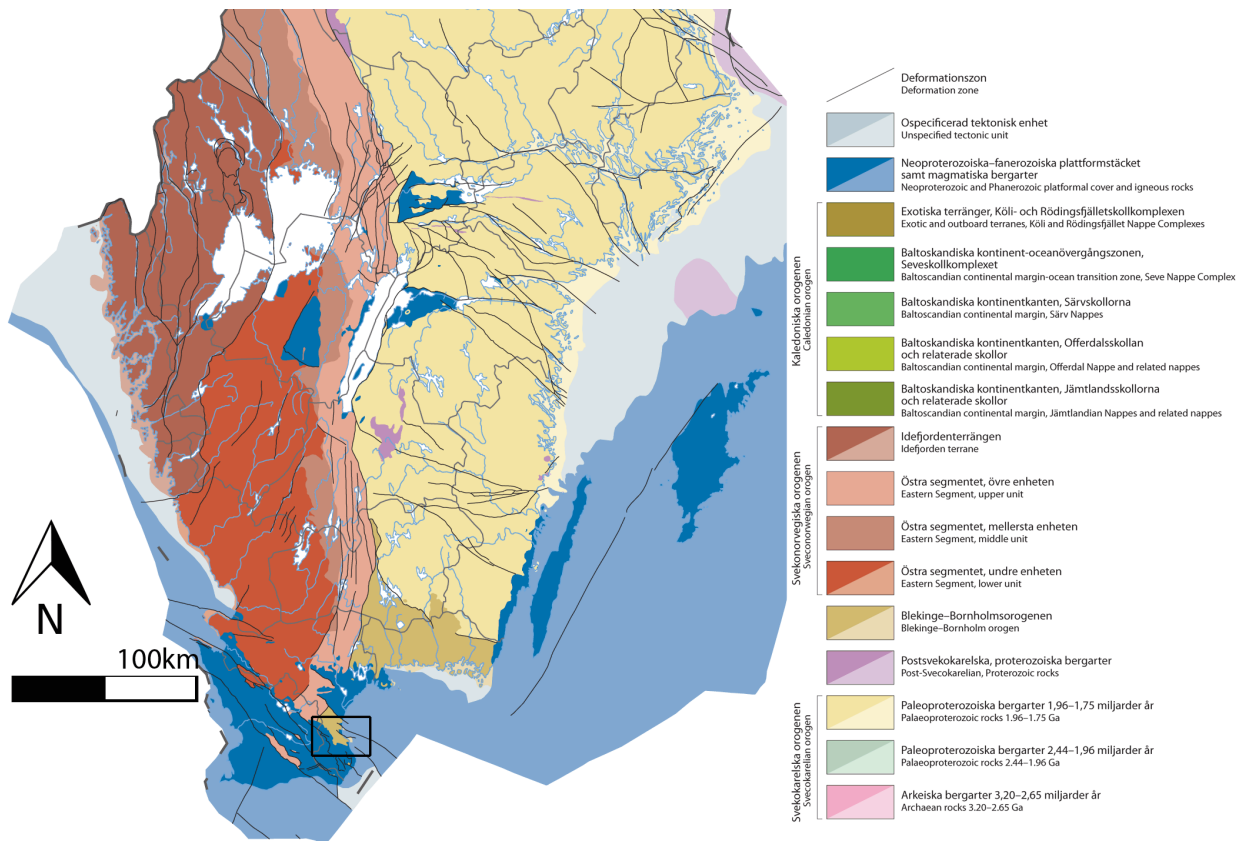 N
100km
Deformationszon
Deformation zone
Ospecificerad tektonisk enhet
Unspecified tectonic unit
Neoproterozoiska–fanerozoiska plattformstäcket
samt magmatiska bergarter
Neoproterozoic and Phanerozoic platformal cover and igneous rocks
Kaledoniska orogenen
Caledonian orogen
Exotiska terränger, Köli- och Rödingsfjälletskollkomplexen
Exotic and outboard terranes, Köli and Rödingsfjället Nappe Complexes
Baltoskandiska kontinent-oceanövergångszonen,
Seveskollkomplexet
Baltoscandian continental margin-ocean transition zone, Seve Nappe Complex
Baltoskandiska kontinentkanten, Särvskollorna
Baltoscandian continental margin, Särv Nappes
Baltoskandiska kontinentkanten, Offerdalsskollan
och relaterade skollor
Baltoscandian continental margin, Offerdal Nappe and related nappes
Baltoskandiska kontinentkanten, Jämtlandsskollorna
och relaterade skollor
Baltoscandian continental margin, Jämtlandian Nappes and related nappes
Svekonorvegiska orogenen
Sveconorwegian orogen
Idefjordenterrängen
Idefjorden terrane
Östra segmentet, övre enheten
Eastern Segment, upper unit
Östra segmentet, mellersta enheten
Eastern Segment, middle unit
Östra segmentet, undre enheten
Eastern Segment, lower unit
Blekinge–Bornholmsorogenen
Blekinge–Bornholm orogen
Postsvekokarelska, proterozoiska bergarter
Post-Svecokarelian, Proterozoic rocks
Svekokarelska orogenen
Svecokarelian orogen
Paleoproterozoiska bergarter 1,96–1,75 miljarder år
Palaeoproterozoic rocks 1.96–1.75 Ga
Paleoproterozoiska bergarter 2,44–1,96 miljarder år
Palaeoproterozoic rocks 2.44–1.96 Ga
Arkeiska bergarter 3,20–2,65 miljarder år
Archaean rocks 3.20–2.65 Ga